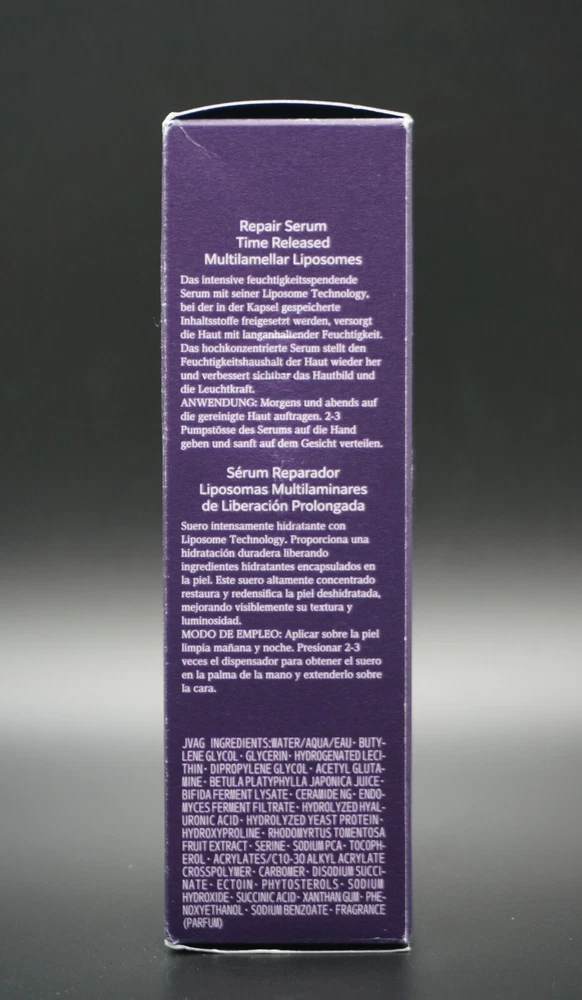 Repair Serum
Time Released
Multilamellar Liposomes
Das intensive feuchtigkeitsspendende
Serum mit seiner Liposome Technology,
bei der in der Kapsel gespeicherte
Inhaltsstoffe freigesetzt werden, versorgt
die Haut mit langanhaltender Feuchtigkeit.
Das hochkonzentrierte Serum stellt den
Feuchtigkeitshaushalt der Haut wieder her
und verbessert sichtbar das Hautbild und
die Leuchtkraft.
ANWENDUNG: Morgens und abends auf
die gereinigte Haut auftragen. 2-3
Pumpstösse des Serums auf die Hand
geben und sanft auf dem Gesicht verteilen.
Sérum Reparador
Liposomas Multilaminares
de Liberación Prolongada
Suero intensamente hidratante con
Liposome Technology. Proporciona una
hidratación duradera liberando
ingredientes hidratantes encapsulados en
la piel. Este suero altamente concentrado
restaura y redensifica la piel deshidratada,
mejorando visiblemente su textura y
luminosidad.
MODO DE EMPLEO: Aplicar sobre la piel
limpia mañana y noche. Presionar 2-3
veces el dispensador para obtener el suero
en la palma de la mano y extenderlo sobre
la cara.
JVAG INGREDIENTS:WATER/AQUA/EAU· BUTY-
LENE GLYCOL· GLYCERIN· HYDROGENATED LECI-
THIN· DIPROPYLENE GLYCOL· ACETYL GLUTA-
MINE· BETULA PLATYPHYLLA JAPONICA JUICE·
BIFIDA FERMENT LYSATE· CERAMIDE NG· ENDO-
MYCES FERMENT FILTRATE· HYDROLYZED HYAL-
URONIC ACID· HYDROLYZED YEAST PROTEIN·
HYDROXYPROLINE· RHODOMYRTUS TOMENTOSA
FRUIT EXTRACT· SERINE· SODIUM PCA· TOCOPH-
EROL· ACRYLATES/C10-30 ALKYL ACRYLATE
CROSSPOLYMER· CARBOMER· DISODIUM SUCCI-
NATE· ECTOIN· PHYTOSTEROLS· SODIUM
HYDROXIDE· SUCCINIC ACID· XANTHAN GUM· PHE-
NOXYETHANOL· SODIUM BENZOATE· FRAGRANCE
(PARFUM)